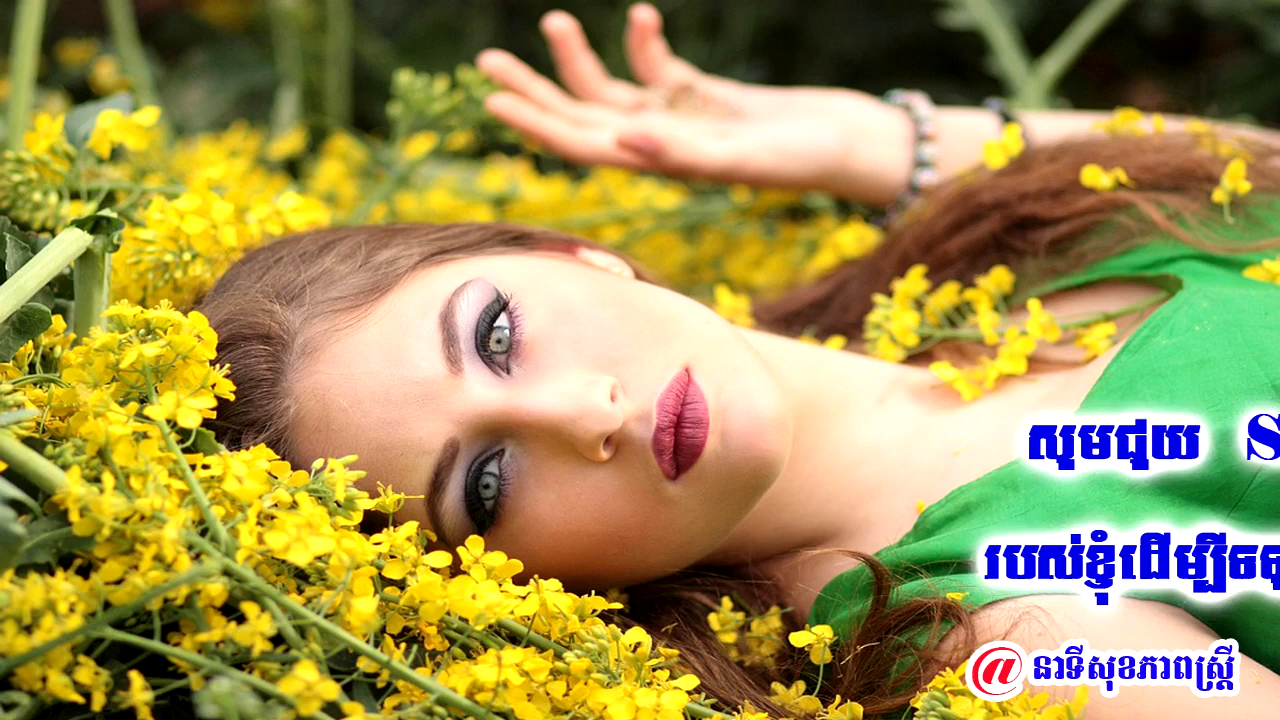 សូមជួយ S
របស់ខ្ញុំដើម្បីទ
@ នាទីសុខភាពស្ត្រី